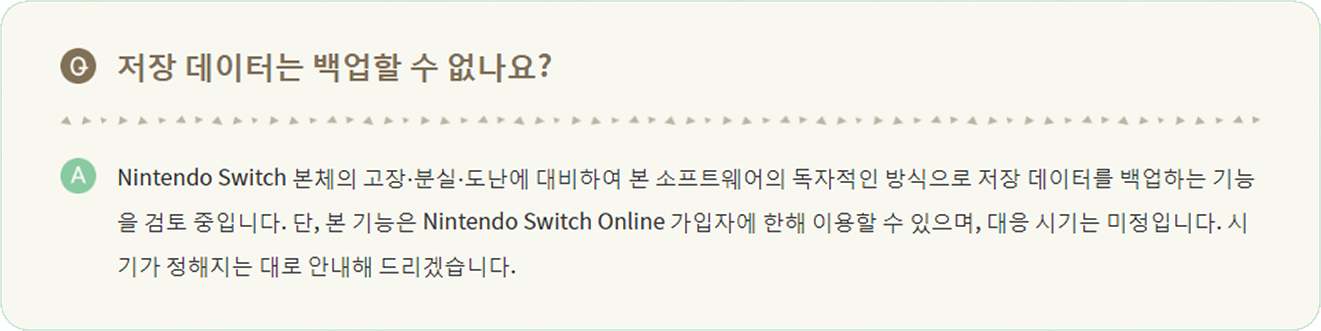 Q 저장 데이터는 백업할 수 없나요?
A Nintendo Switch 본체의 고장·분실·도난에 대비하여 본 소프트웨어의 독자적인 방식으로 저장 데이터를 백업하는 기능
을 검토 중입니다. 단, 본 기능은 Nintendo Switch Online 가입자에 한해 이용할 수 있으며, 대응 시기는 미정입니다. 시
기가 정해지는 대로 안내해 드리겠습니다.